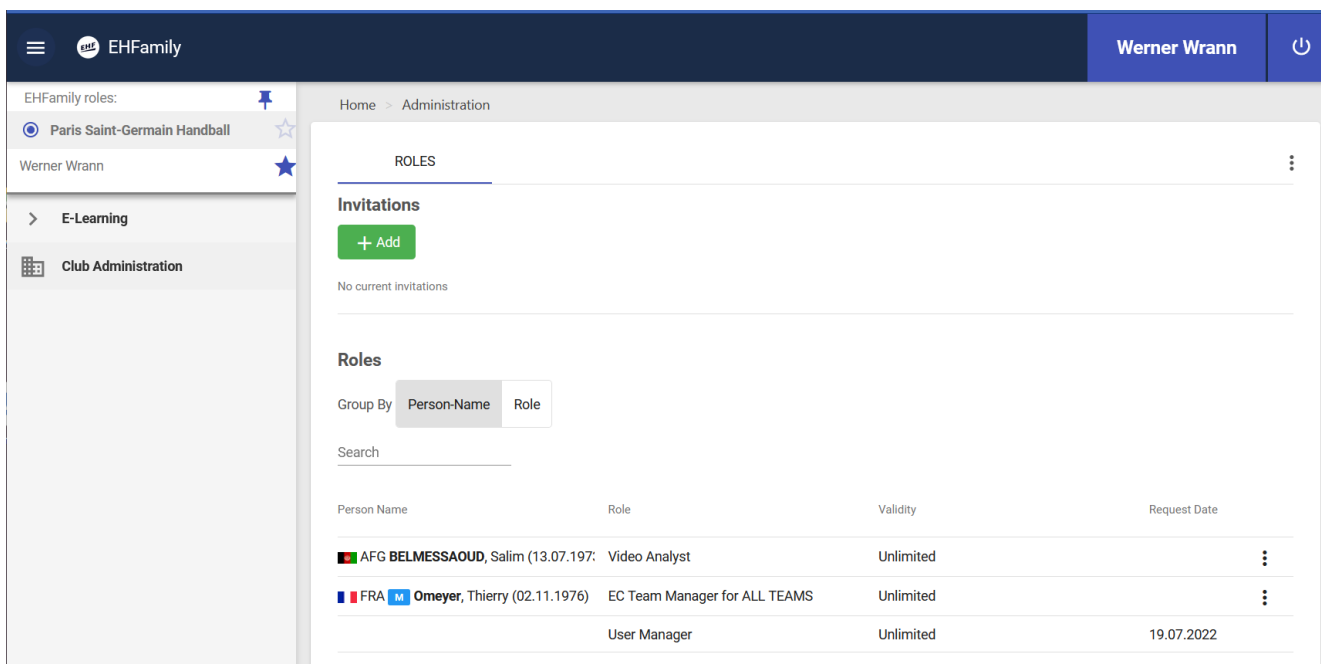 EHF EHFamily
Werner Wrann
EHFamily roles:
Paris Saint-Germain Handball
Werner Wrann
E-Learning
Club Administration
Home > Administration
ROLES
Invitations
+ Add
No current invitations
Roles
Group By Person-Name Role
Search
Person Name Role Validity Request Date
AFG BELMESSAOUD, Salim (13.07.197 Video Analyst Unlimited
FRA M Omeyer, Thierry (02.11.1976) EC Team Manager for ALL TEAMS Unlimited
User Manager Unlimited 19.07.2022